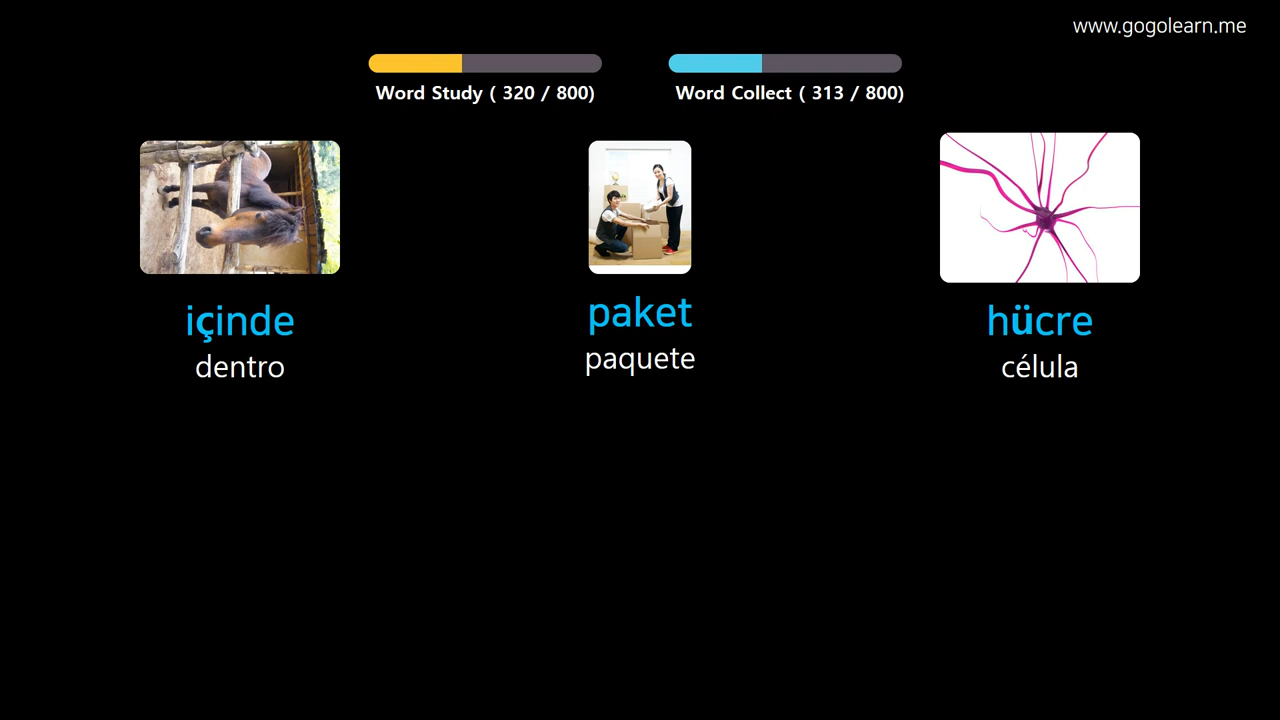 www.gogolearn.me
Word Study ( 320 / 800)
Word Collect ( 313 / 800)
içinde
dentro
paket
paquete
hücre
célula